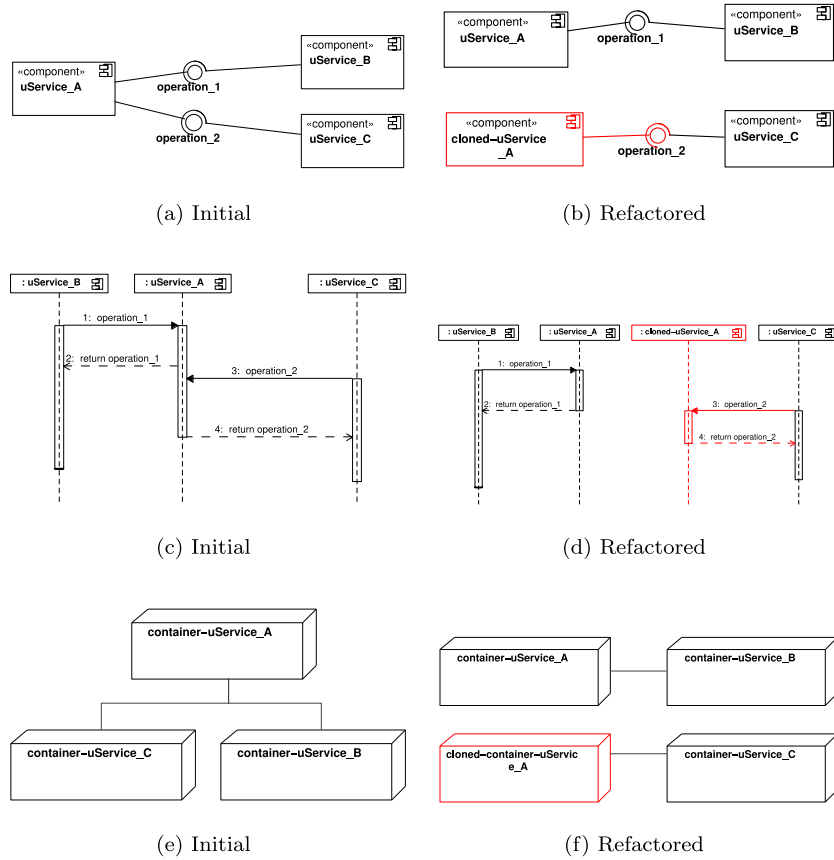 «component»
uService_A
«component»
uService_B
operation_1
«component»
uService_C
operation_2
(a) Initial
«component»
uService_A
«component»
uService_B
operation_1
«component»
cloned–uService
_A
«component»
uService_C
operation_2
(b) Refactored
: uService_B
: uService_A
: uService_C
1: operation_1
2: return operation_1
3: operation_2
4: return operation_2
(c) Initial
: uService_B
: uService_A
: cloned–uService_A
: uService_C
1: operation_1
2: return operation_1
3: operation_2
4: return operation_2
(d) Refactored
container–uService_A
container–uService_C
container–uService_B
(e) Initial
container–uService_A
container–uService_B
cloned–container–uServic
e_A
container–uService_C
(f) Refactored